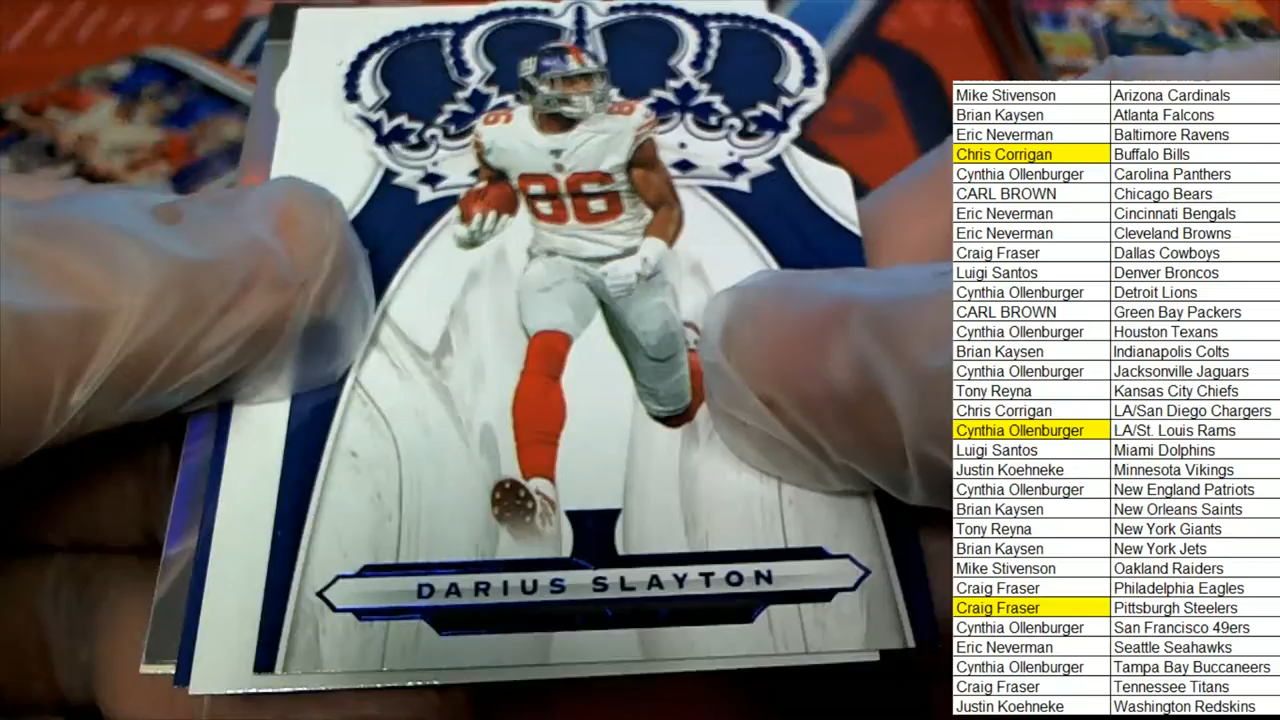 86
86
DARIUS SLAYTON
Mike Stivenson Arizona Cardinals
Brian Kaysen Atlanta Falcons
Eric Neverman Baltimore Ravens
Chris Corrigan Buffalo Bills
Cynthia Ollenburger Carolina Panthers
CARL BROWN Chicago Bears
Eric Neverman Cincinnati Bengals
Eric Neverman Cleveland Browns
Craig Fraser Dallas Cowboys
Luigi Santos Denver Broncos
Cynthia Ollenburger Detroit Lions
CARL BROWN Green Bay Packers
Cynthia Ollenburger Houston Texans
Brian Kaysen Indianapolis Colts
Cynthia Ollenburger Jacksonville Jaguars
Tony Reyna Kansas City Chiefs
Chris Corrigan LA/San Diego Chargers
Cynthia Ollenburger LA/St. Louis Rams
Luigi Santos Miami Dolphins
Justin Koehneke Minnesota Vikings
Cynthia Ollenburger New England Patriots
Brian Kaysen New Orleans Saints
Tony Reyna New York Giants
Brian Kaysen New York Jets
Mike Stivenson Oakland Raiders
Craig Fraser Philadelphia Eagles
Craig Fraser Pittsburgh Steelers
Cynthia Ollenburger San Francisco 49ers
Eric Neverman Seattle Seahawks
Cynthia Ollenburger Tampa Bay Buccaneers
Craig Fraser Tennessee Titans
Justin Koehneke Washington Redskins